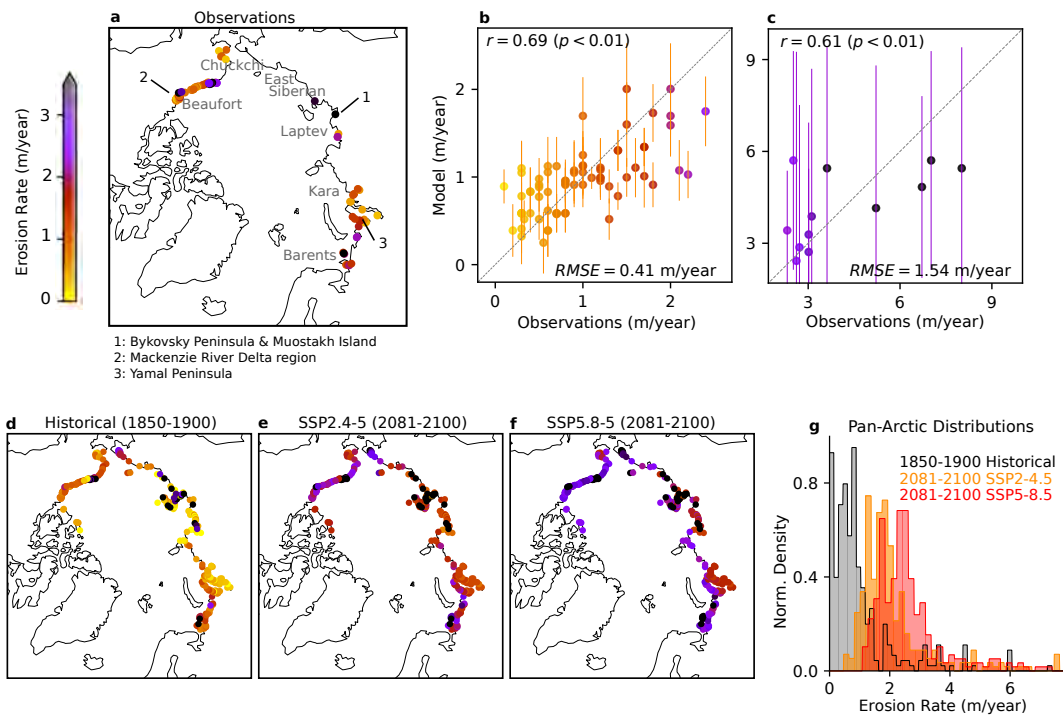 a Observations
Chuckchi
East
Siberian
2
1
Beaufort
Laptev
Kara
3
Barents
Erosion Rate (m/year)
3
2
1
0
1: Bykovsky Peninsula & Muostakh Island
2: Mackenzie River Delta region
3: Yamal Peninsula
b
r = 0.69 (p < 0.01)
Model (m/year)
2
1
0
RMSE = 0.41 m/year
0 1 2
Observations (m/year)
c
r = 0.61 (p < 0.01)
9
6
3
RMSE = 1.54 m/year
3 6 9
Observations (m/year)
d Historical (1850-1900)
e SSP2.4-5 (2081-2100)
f SSP5.8-5 (2081-2100)
g Pan-Arctic Distributions
1850-1900 Historical
2081-2100 SSP2-4.5
2081-2100 SSP5-8.5
Norm. Density
0.8
0.4
0.0
0 2 4 6
Erosion Rate (m/year)